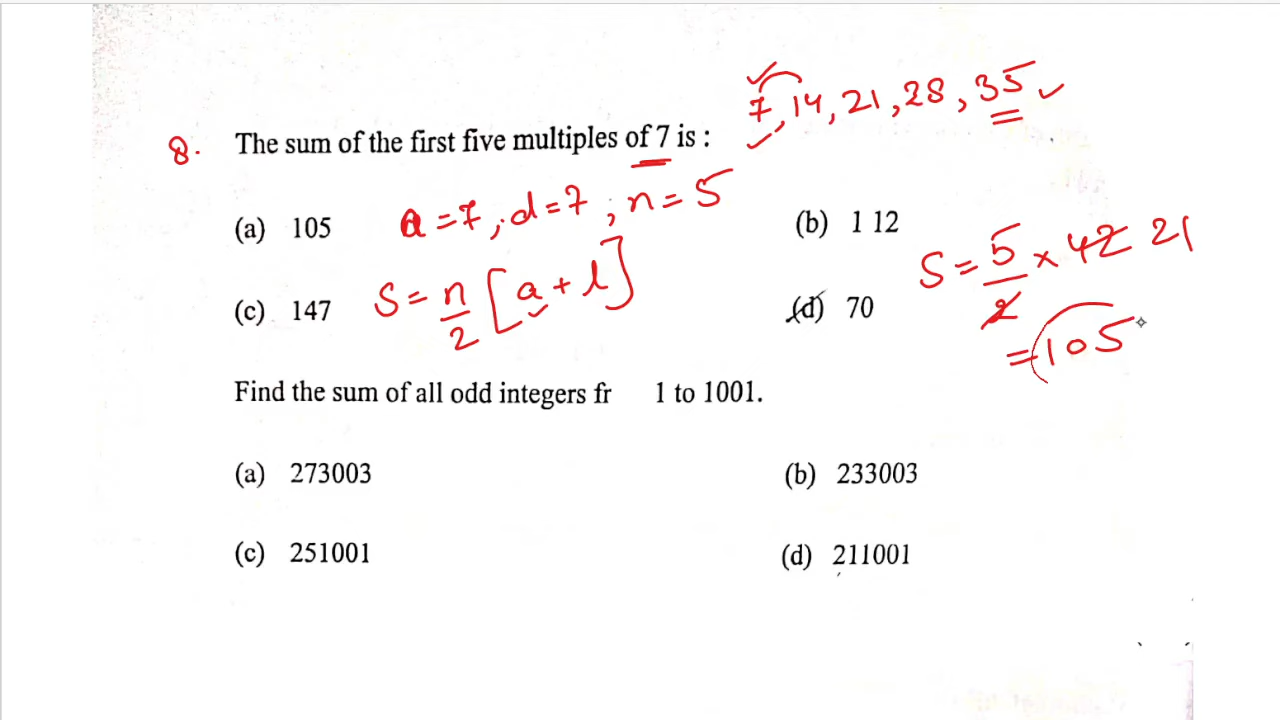 7, 14, 21, 28, 35
8. The sum of the first five multiples of 7 is :
(a) 105 a = 7, d = 7, n = 5 (b) 1 12
S = 5/2 × 42 21
(c) 147 S = n/2 [a + l] (d) 70
= 105
Find the sum of all odd integers fr 1 to 1001.
(a) 273003 (b) 233003
(c) 251001 (d) 211001